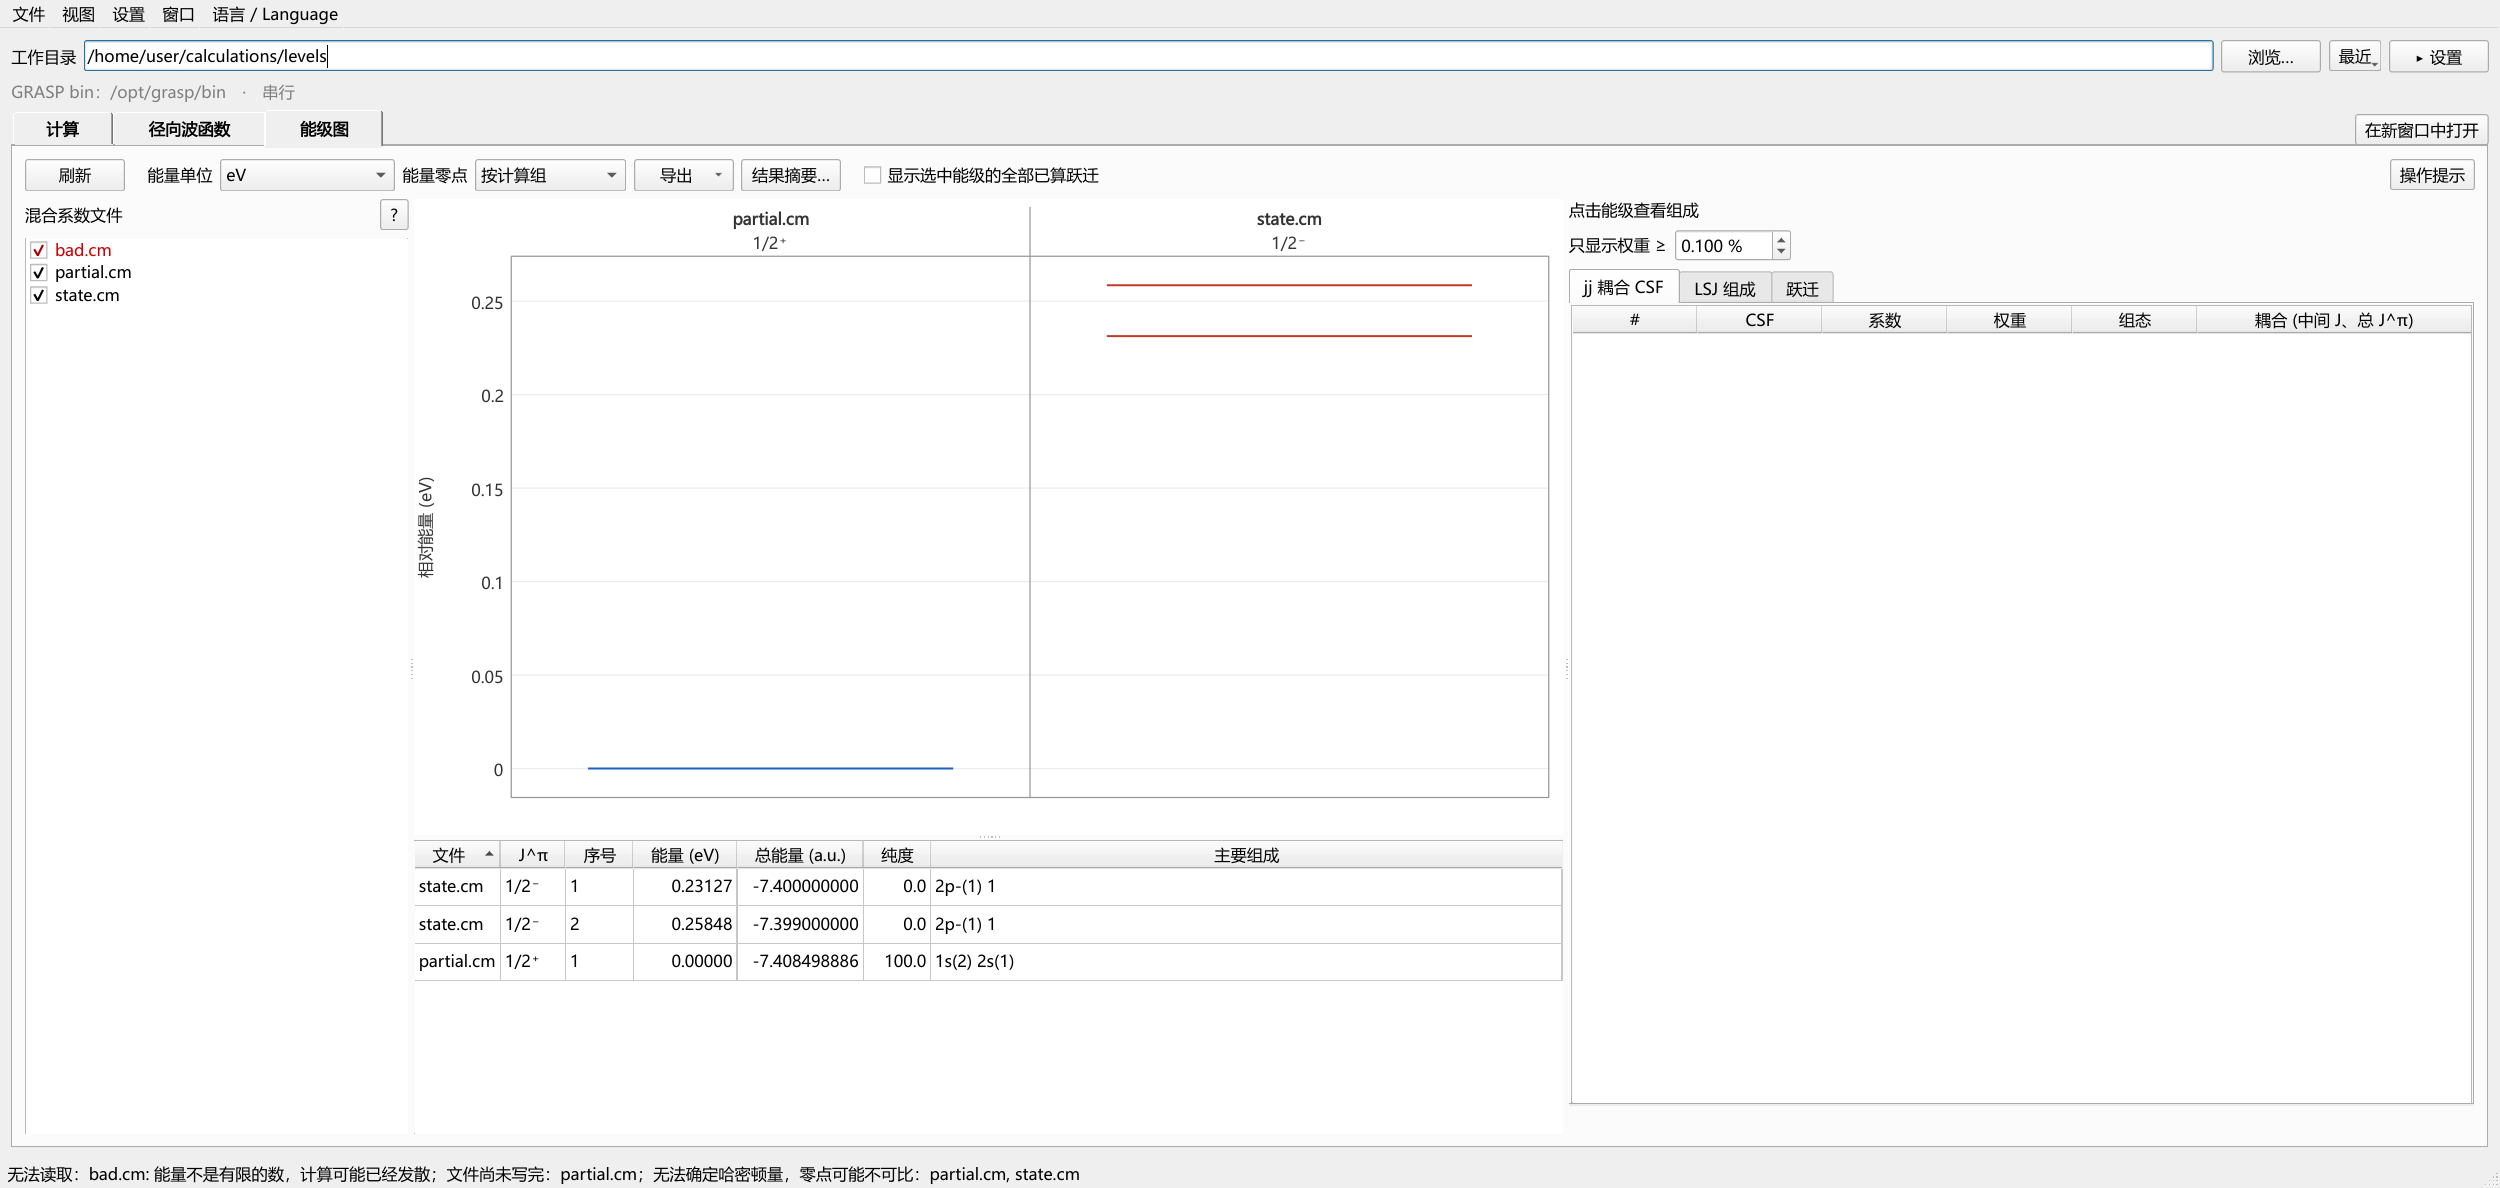 文件 视图 设置 窗口 语言 / Language
工作目录 /home/user/calculations/levels 浏览... 最近 ▸ 设置
GRASP bin: /opt/grasp/bin · 串行
计算 径向波函数 能级图 在新窗口中打开
刷新 能量单位 eV 能量零点 按计算组 导出 结果摘要... 显示选中能级的全部已算跃迁 操作提示
混合系数文件 ?
bad.cm
partial.cm
state.cm
partial.cm state.cm
1/2⁺ 1/2⁻
0.25
0.2
0.15
0.1
0.05
0
相对能量 (eV)
文件 J^π 序号 能量 (eV) 总能量 (a.u.) 纯度 主要组成
state.cm 1/2⁻ 1 0.23127 -7.400000000 0.0 2p-(1) 1
state.cm 1/2⁻ 2 0.25848 -7.399000000 0.0 2p-(1) 1
partial.cm 1/2⁺ 1 0.00000 -7.408498886 100.0 1s(2) 2s(1)
点击能级查看组成
只显示权重 ≥ 0.100 %
jj 耦合 CSF LSJ 组成 跃迁
# CSF 系数 权重 组态 耦合 (中间 J、总 J^π)
无法读取：bad.cm: 能量不是有限的数，计算可能已经发散；文件尚未写完：partial.cm；无法确定哈密顿量，零点可能不可比：partial.cm, state.cm